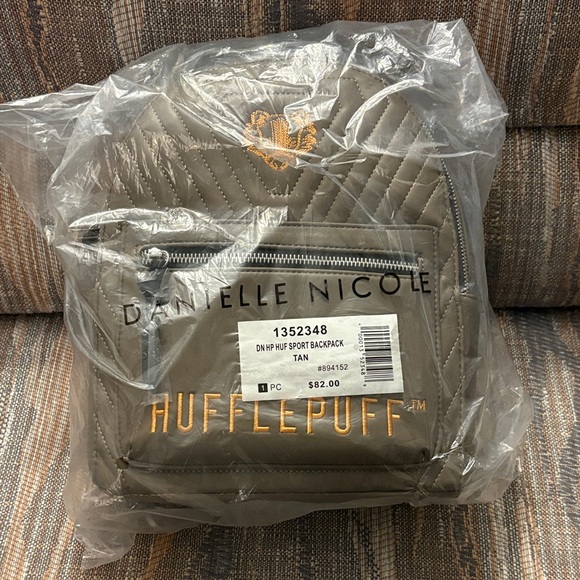 DANIELLE NICOLE
1352348
DN HP HUF SPORT BACKPACK
TAN
#894152
1 PC
$82.00
HUFFLEPUFF™